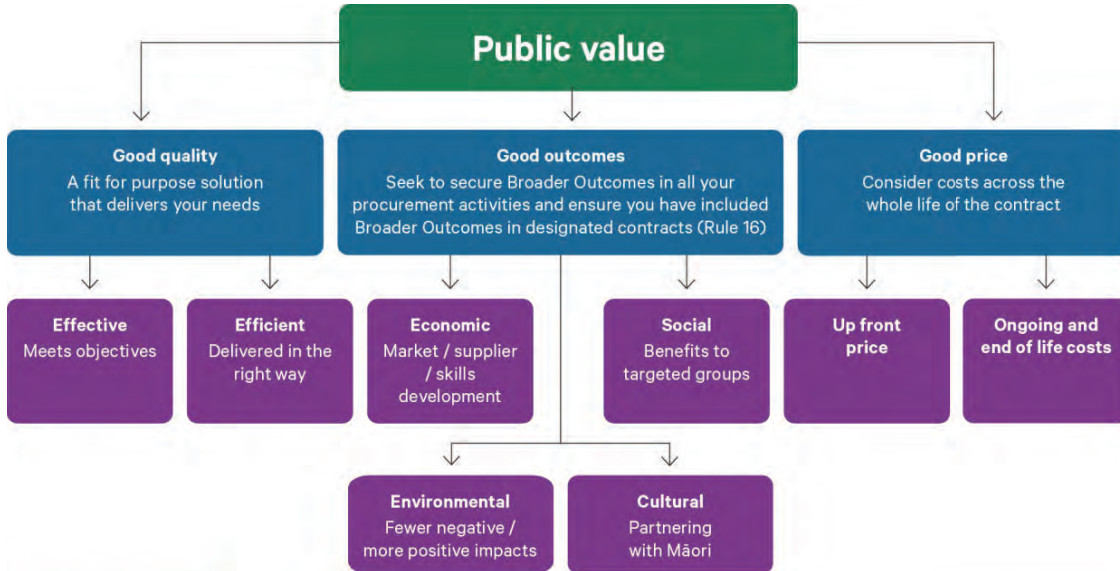 Public value
Good quality
A fit for purpose solution
that delivers your needs
Good outcomes
Seek to secure Broader Outcomes in all your
procurement activities and ensure you have included
Broader Outcomes in designated contracts (Rule 16)
Good price
Consider costs across the
whole life of the contract
Effective
Meets objectives
Efficient
Delivered in the
right way
Economic
Market / supplier
/ skills
development
Social
Benefits to
targeted groups
Up front
price
Ongoing and
end of life costs
Environmental
Fewer negative /
more positive impacts
Cultural
Partnering
with Māori